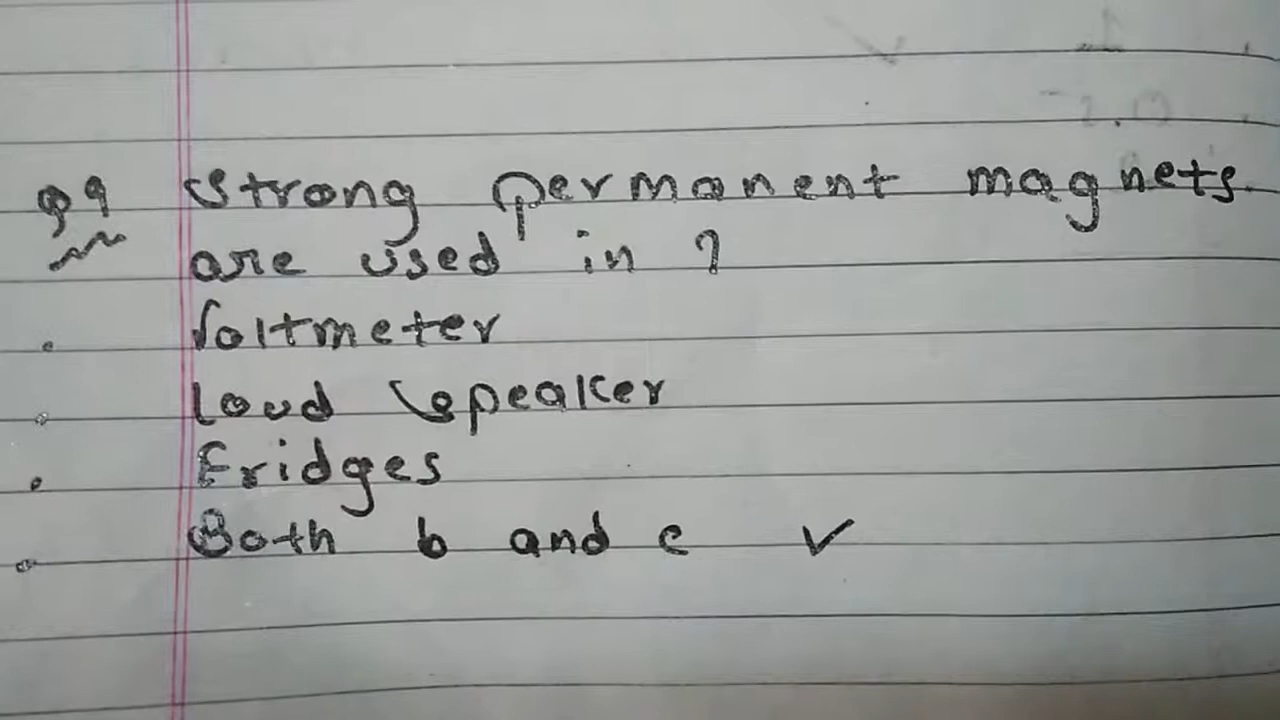 Q9 Strong permanent magnets
are used in ?
. Voltmeter
. Loud speaker
. Fridges
. Both b and c ✓